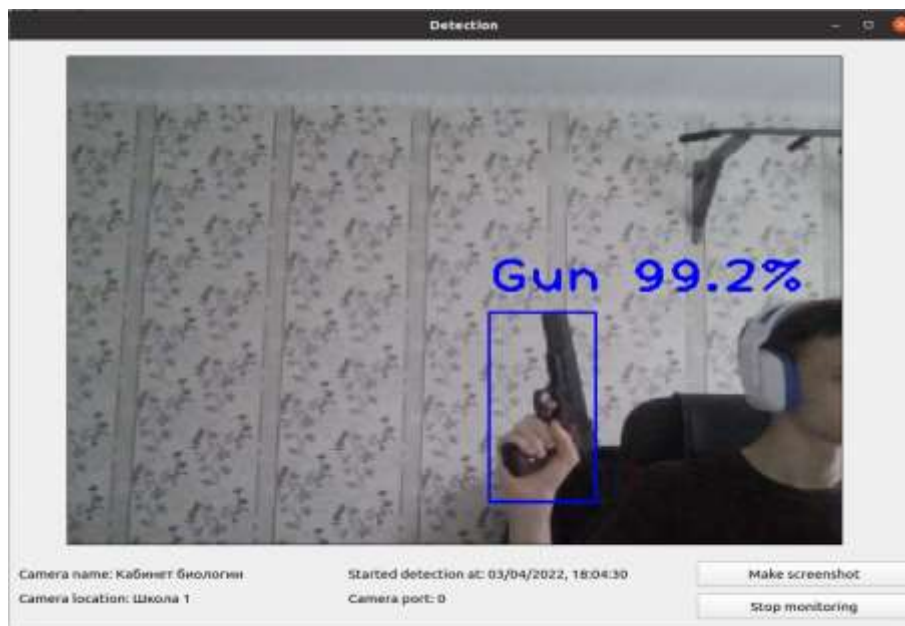 Detection
Gun 99.2%
Camera name: Кабинет биологии
Started detection at: 03/04/2022, 18:04:30
Make screenshot
Camera location: Школа 1
Camera port: 0
Stop monitoring